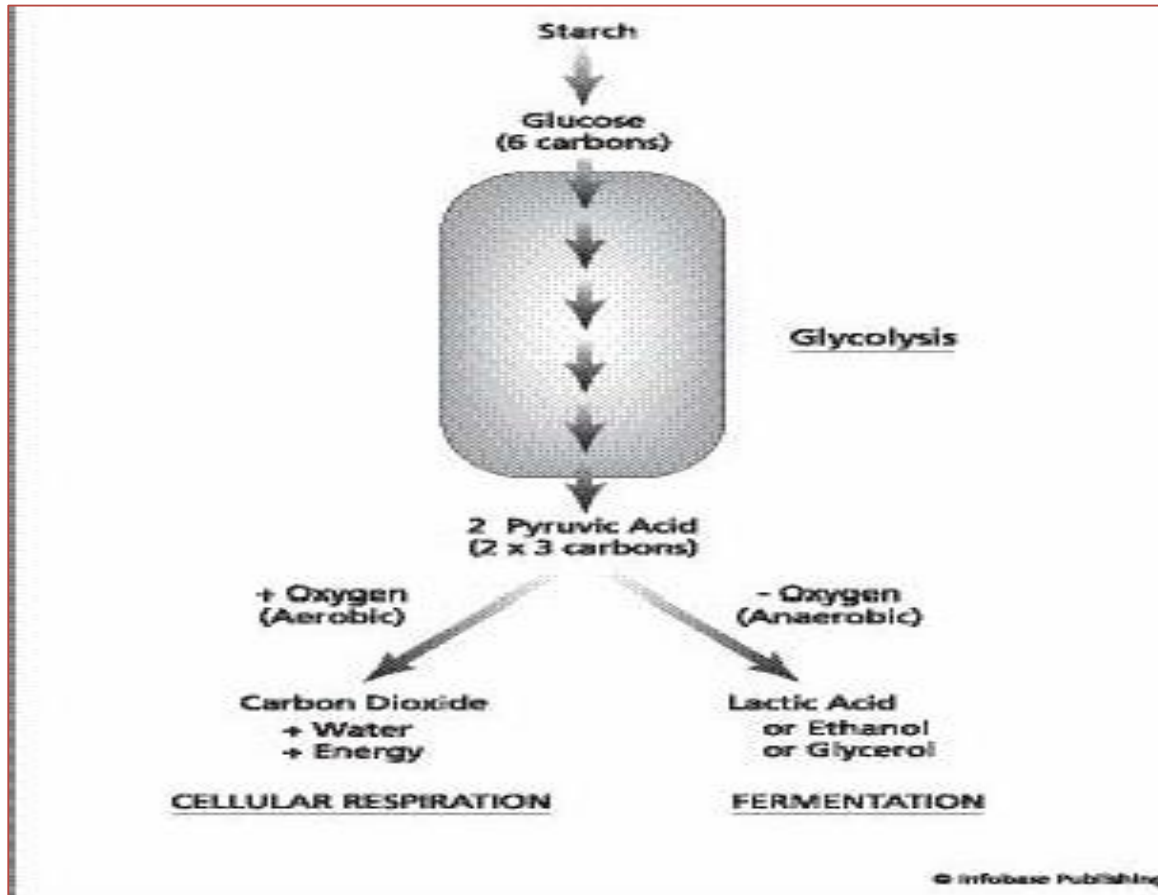 Starch
Glucose
(6 carbons)
Glycolysis
2 Pyruvic Acid
(2 x 3 carbons)
+ Oxygen
(Aerobic)
- Oxygen
(Anaerobic)
Carbon Dioxide
+ Water
+ Energy
Lactic Acid
or Ethanol
or Glycerol
CELLULAR RESPIRATION
FERMENTATION
© Infobase Publishing